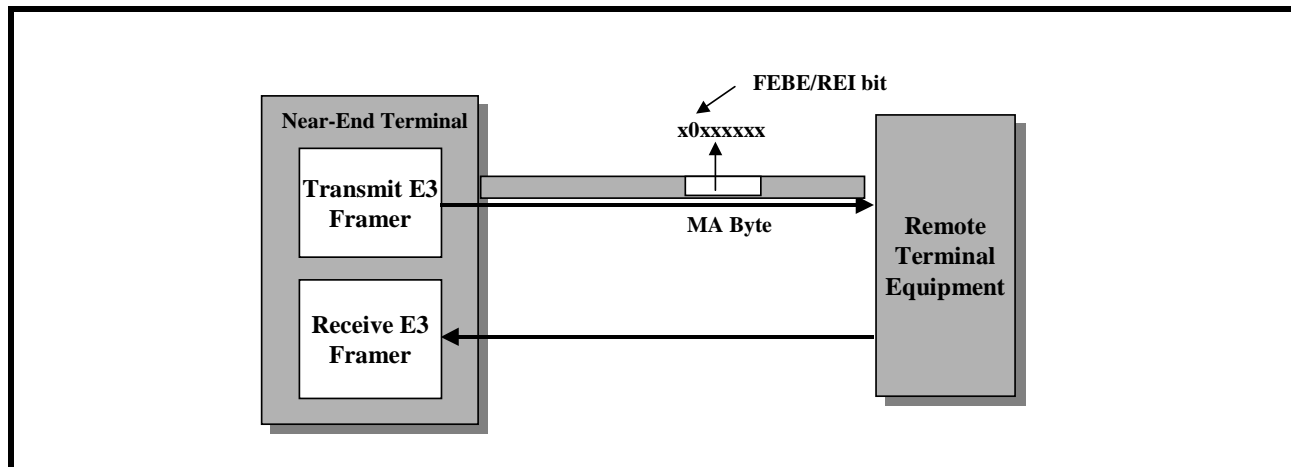 FEBE/REI bit
Near-End Terminal
x0xxxxxx
Transmit E3
Framer
MA Byte
Remote
Terminal
Equipment
Receive E3
Framer